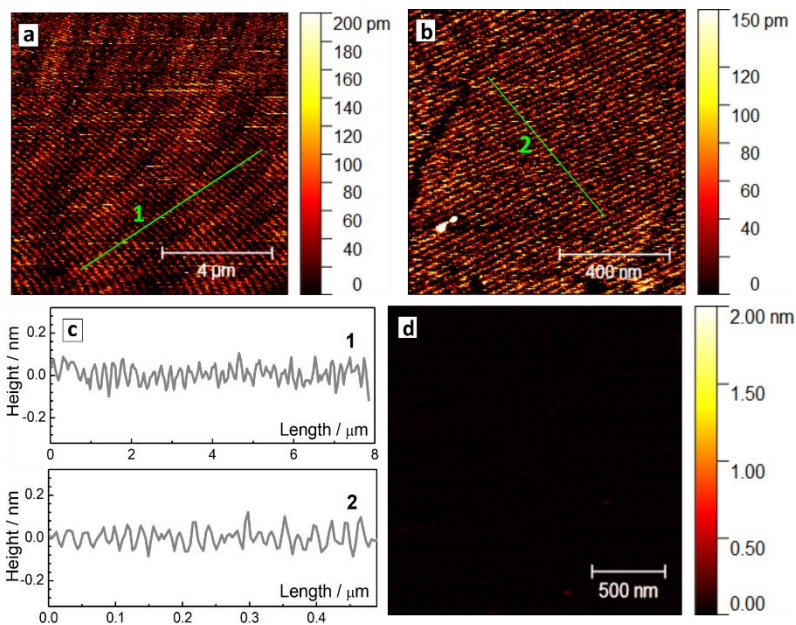 a
200 pm
180
160
140
120
100
80
60
40
20
0
1
4 µm
b
150 pm
120
100
80
60
40
20
0
2
400 nm
c
1
Height / nm
0.2
0.0
-0.2
Length / µm
0 2 4 6 8
2
Height / nm
0.2
0.0
-0.2
Length / µm
0.0 0.1 0.2 0.3 0.4
d
2.00 nm
1.50
1.00
0.50
0.00
500 nm